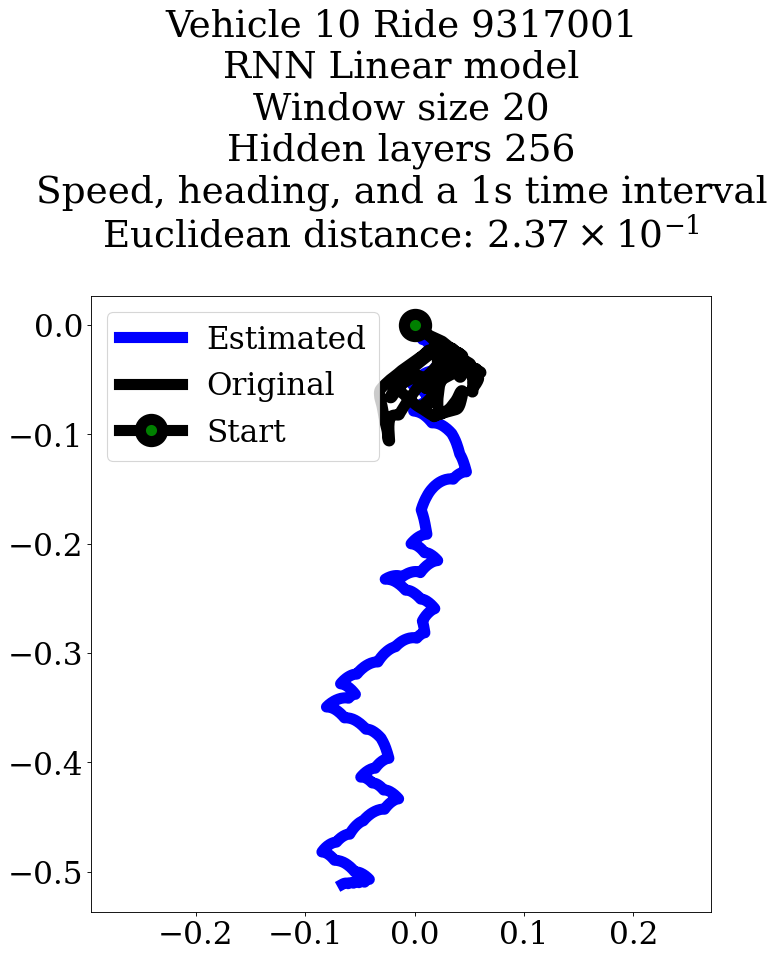 Vehicle 10 Ride 9317001
RNN Linear model
Window size 20
Hidden layers 256
Speed, heading, and a 1s time interval
Euclidean distance: 2.37 × 10⁻¹
Estimated
Original
Start
0.0
−0.1
−0.2
−0.3
−0.4
−0.5
−0.2 −0.1 0.0 0.1 0.2